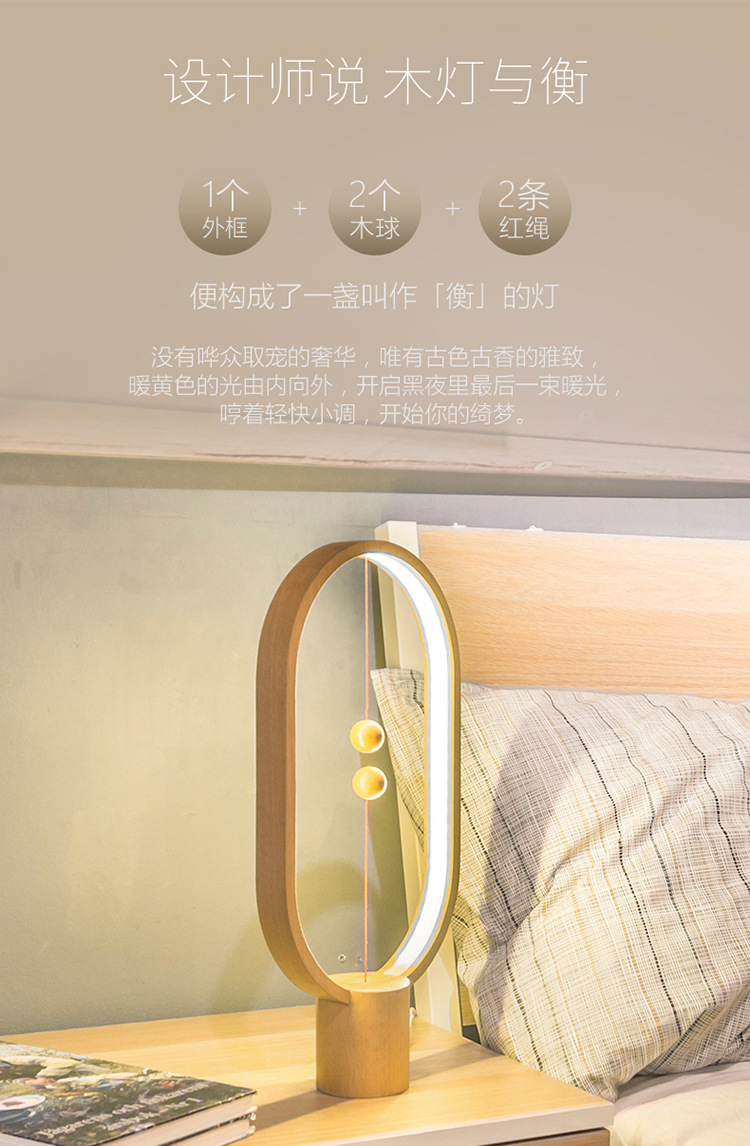 设计师说 木灯与衡
1个
外框
+
2个
木球
+
2条
红绳
便构成了一盏叫作「衡」的灯
没有哗众取宠的奢华，唯有古色古香的雅致，
暖黄色的光由内向外，开启黑夜里最后一束暖光，
哼着轻快小调，开始你的绮梦。